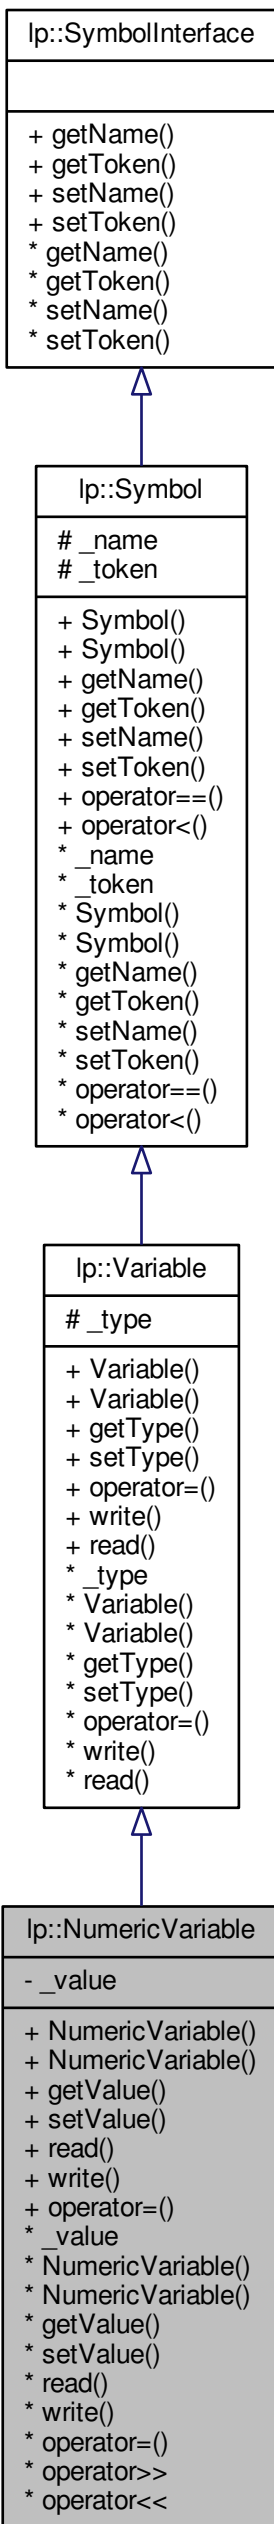 lp::SymbolInterface
+ getName()
+ getToken()
+ setName()
+ setToken()
* getName()
* getToken()
* setName()
* setToken()
lp::Symbol
# _name
# _token
+ Symbol()
+ Symbol()
+ getName()
+ getToken()
+ setName()
+ setToken()
+ operator==()
+ operator<()
* _name
* _token
* Symbol()
* Symbol()
* getName()
* getToken()
* setName()
* setToken()
* operator==()
* operator<()
lp::Variable
# _type
+ Variable()
+ Variable()
+ getType()
+ setType()
+ operator=()
+ write()
+ read()
* _type
* Variable()
* Variable()
* getType()
* setType()
* operator=()
* write()
* read()
lp::NumericVariable
- _value
+ NumericVariable()
+ NumericVariable()
+ getValue()
+ setValue()
+ read()
+ write()
+ operator=()
* _value
* NumericVariable()
* NumericVariable()
* getValue()
* setValue()
* read()
* write()
* operator=()
* operator>>
* operator<<